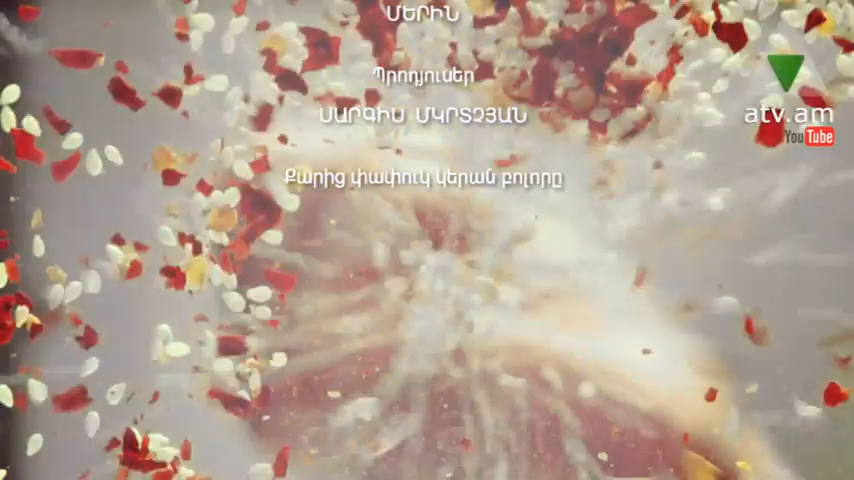 ՄԵՐԻՆ
Պրոդյուսեր
ՍԱՐԳԻՍ ՄԿՐՏՉՅԱՆ
Քարից փափուկ կերան բոլորը
atv.am
YouTube